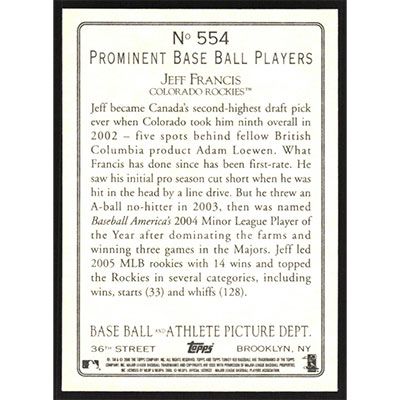 Nº 554
PROMINENT BASE BALL PLAYERS
JEFF FRANCIS
COLORADO ROCKIES™
Jeff became Canada's second-highest draft pick
ever when Colorado took him ninth overall in
2002 – five spots behind fellow British
Columbia product Adam Loewen. What
Francis has done since has been first-rate. He
saw his initial pro season cut short when he was
hit in the head by a line drive. But he threw an
A-ball no-hitter in 2003, then was named
Baseball America's 2004 Minor League Player of
the Year after dominating the farms and
winning three games in the Majors. Jeff led
2005 MLB rookies with 14 wins and topped
the Rockies in several categories, including
wins, starts (33) and whiffs (128).
BASE BALL AND ATHLETE PICTURE DEPT.
36TH STREET Topps BROOKLYN, NY